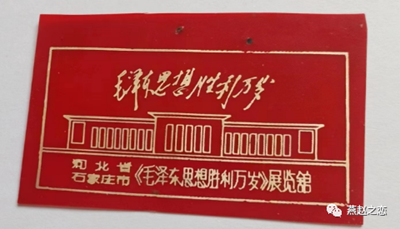 毛泽东思想胜利万岁
河北省
石家庄市《毛泽东思想胜利万岁》展览馆
燕赵之恋